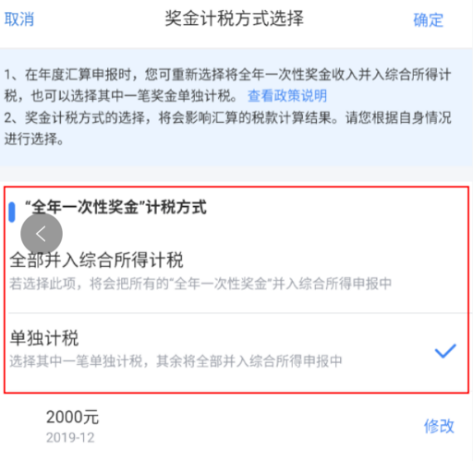 取消 奖金计税方式选择 确定
1、在年度汇算申报时，您可重新选择将全年一次性奖金收入并入综合所得计
税，也可以选择其中一笔奖金单独计税。 查看政策说明
2、奖金计税方式的选择，将会影响汇算的税款计算结果。请您根据自身情况
进行选择。
“全年一次性奖金”计税方式
全部并入综合所得计税
若选择此项，将会把所有的“全年一次性奖金”并入综合所得申报中
单独计税
选择其中一笔单独计税，其余将全部并入综合所得申报中
2000元
2019-12 修改